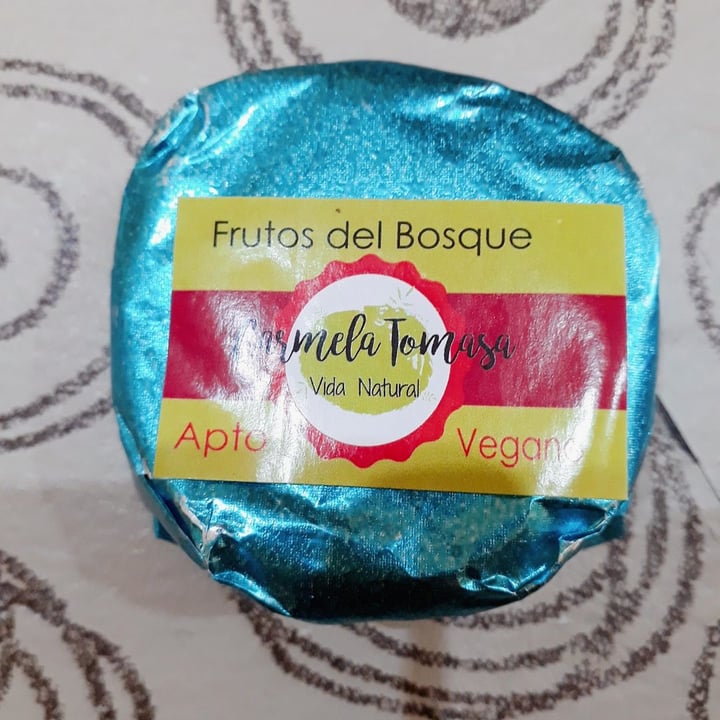 Frutos del Bosque
Carmela Tomasa
Vida Natural
Apto
Vegano